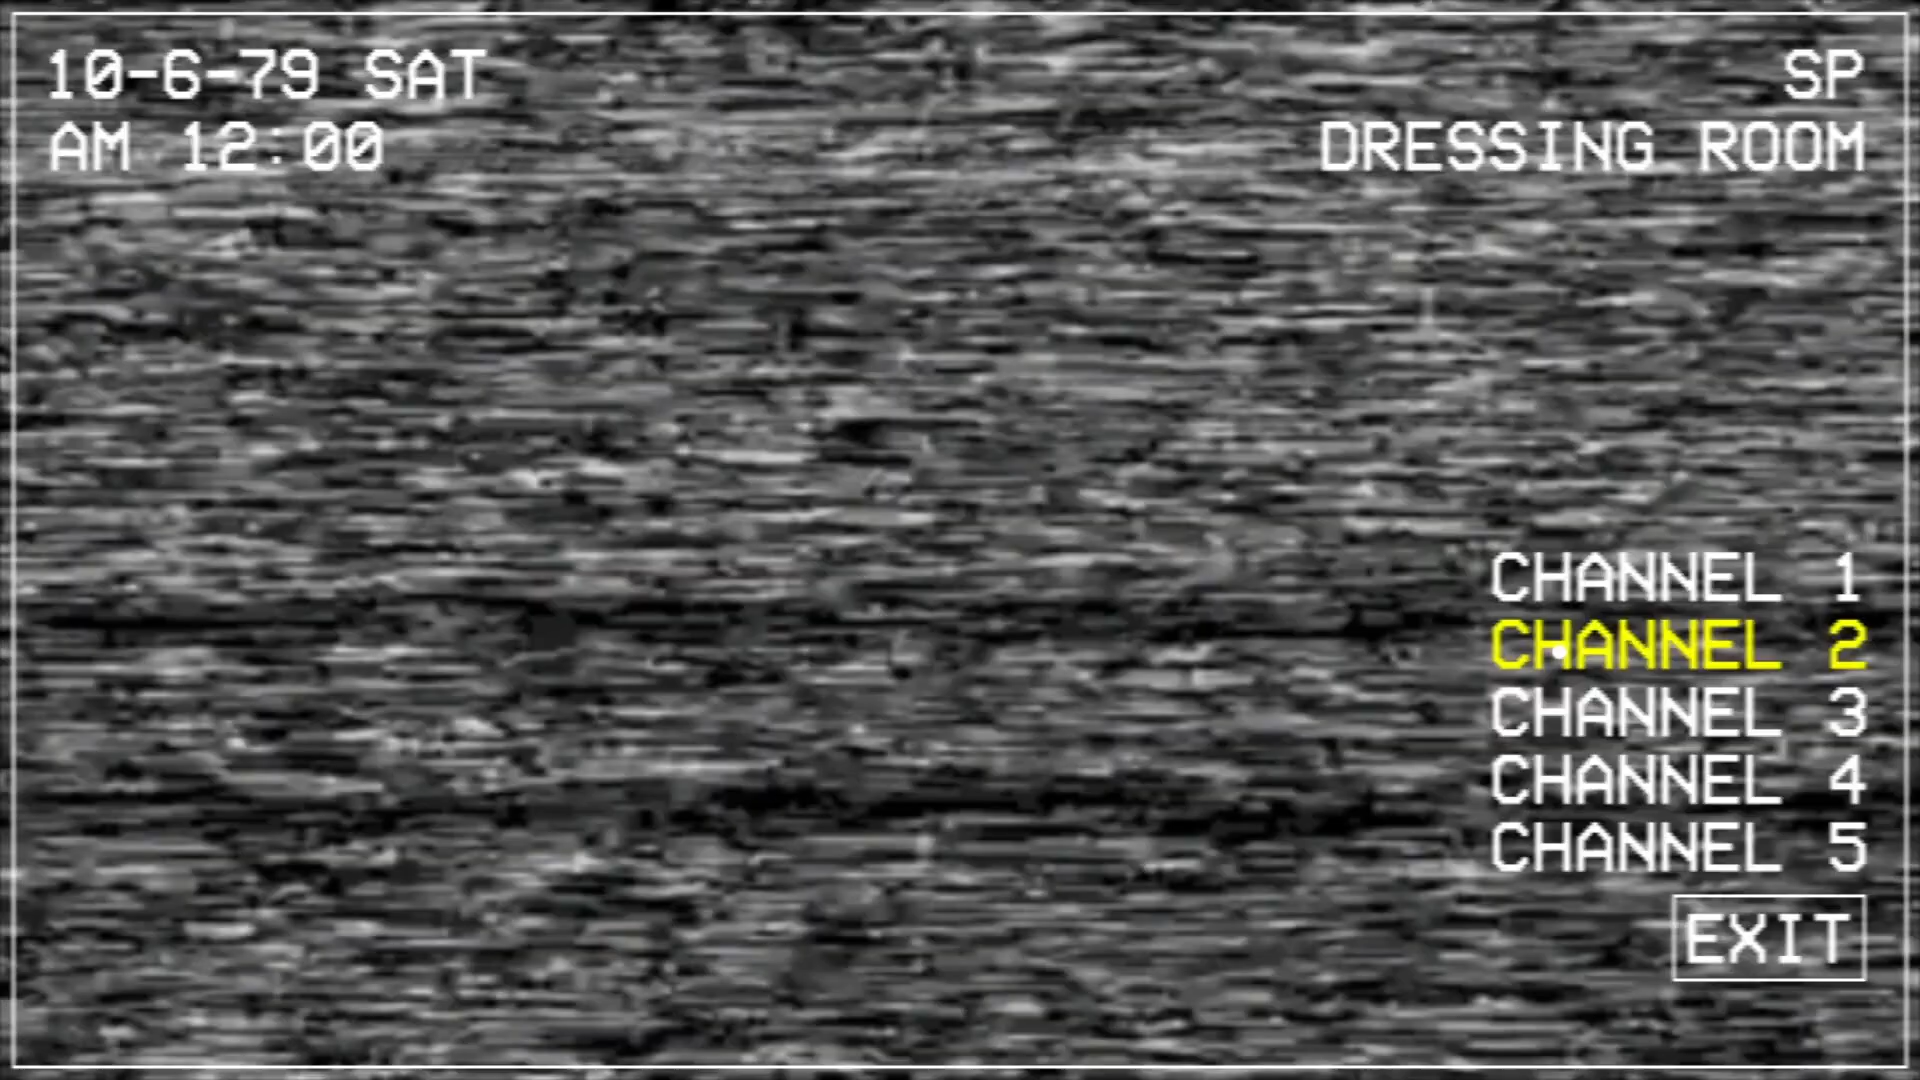 10-6-79 SAT
AM 12:00
SP
DRESSING ROOM
CHANNEL 1
CHANNEL 2
CHANNEL 3
CHANNEL 4
CHANNEL 5
EXIT